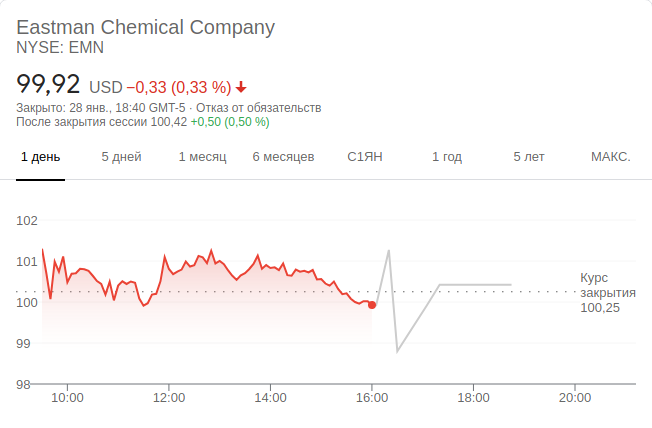 Eastman Chemical Company
NYSE: EMN
99,92 USD −0,33 (0,33 %)
Закрыто: 28 янв., 18:40 GMT-5 · Отказ от обязательств
После закрытия сессии 100,42 +0,50 (0,50 %)
1 день 5 дней 1 месяц 6 месяцев С1ЯН 1 год 5 лет МАКС.
102
101
Курс
закрытия
100
100,25
99
98
10:00 12:00 14:00 16:00 18:00 20:00